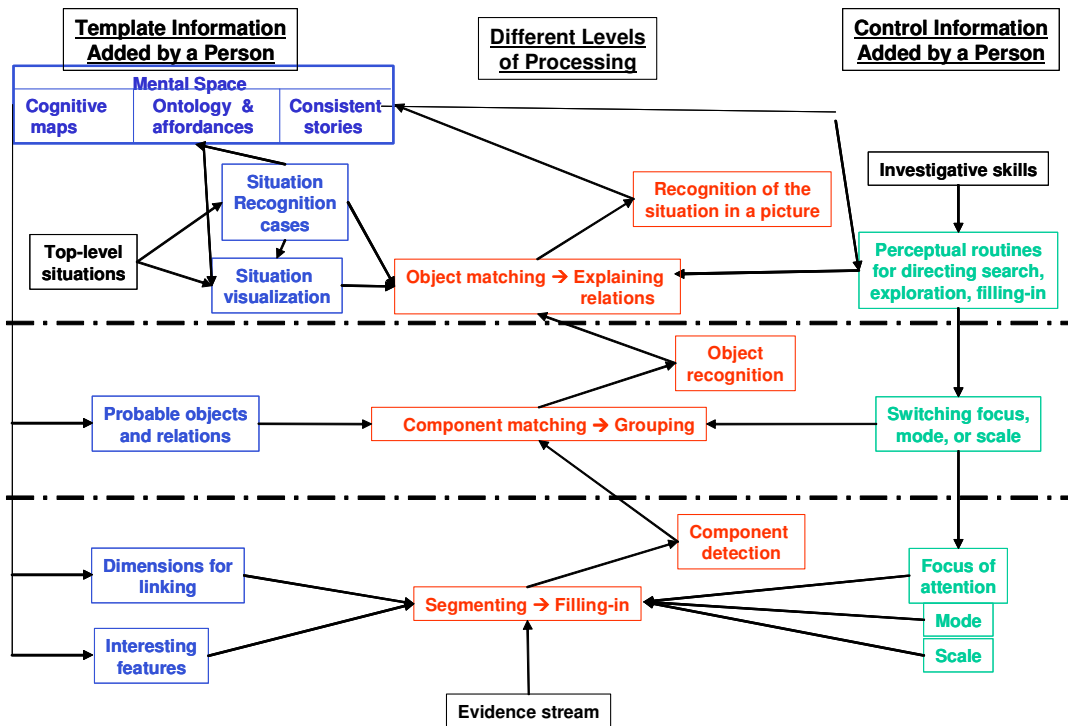 Template Information
Added by a Person
Different Levels
of Processing
Control Information
Added by a Person
Mental Space
Cognitive
maps
Ontology &
affordances
Consistent
stories
Situation
Recognition
cases
Recognition of the
situation in a picture
Investigative skills
Top-level
situations
Situation
visualization
Object matching → Explaining
relations
Perceptual routines
for directing search,
exploration, filling-in
Object
recognition
Probable objects
and relations
Component matching → Grouping
Switching focus,
mode, or scale
Component
detection
Dimensions for
linking
Segmenting → Filling-in
Focus of
attention
Mode
Interesting
features
Scale
Evidence stream